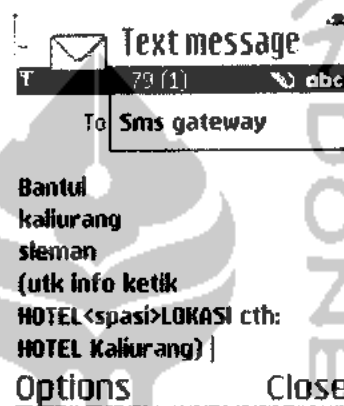 Text message
79 (1) abc
To Sms gateway
Bantul
kaliurang
sleman
(utk info ketik
HOTEL<spasi>LOKASI cth:
HOTEL Kaliurang)
Options Close